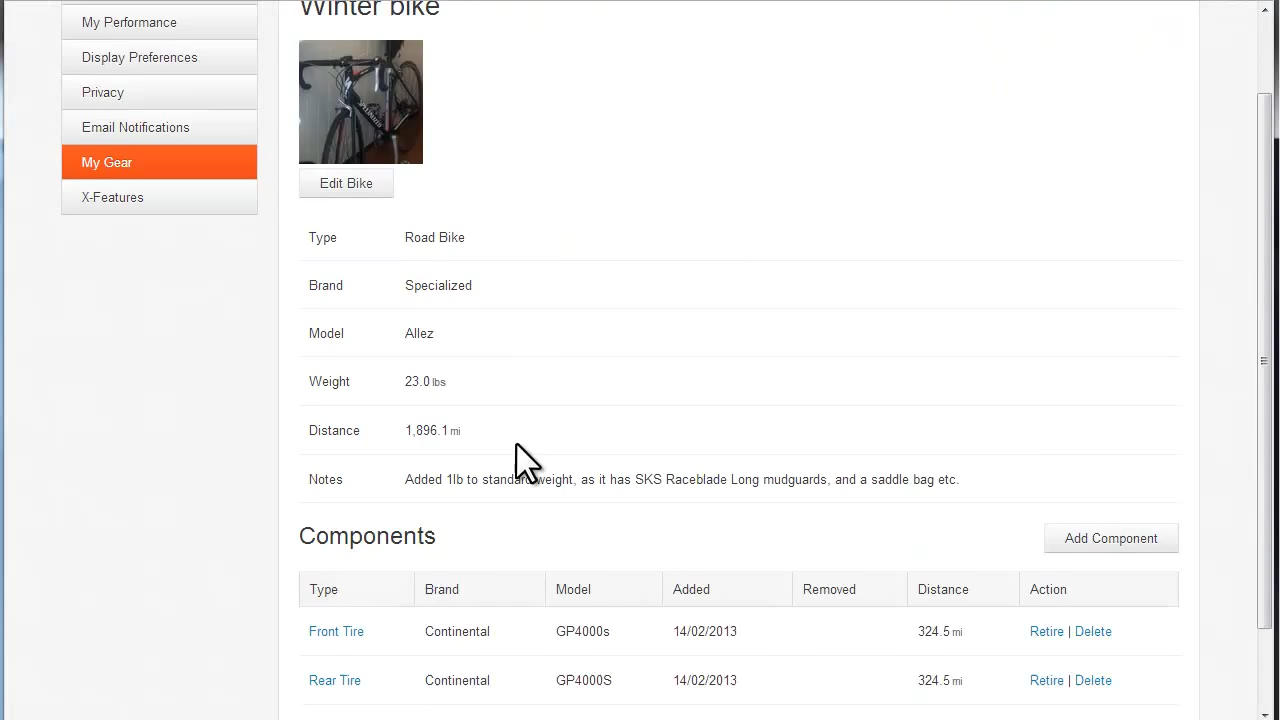 Winter bike
My Performance
Display Preferences
Privacy
Email Notifications
My Gear
X-Features
Edit Bike
Type Road Bike
Brand Specialized
Model Allez
Weight 23.0 lbs
Distance 1,896.1 mi
Notes Added 1lb to standard weight, as it has SKS Raceblade Long mudguards, and a saddle bag etc.
Components
Add Component
Type Brand Model Added Removed Distance Action
Front Tire Continental GP4000s 14/02/2013 324.5 mi Retire | Delete
Rear Tire Continental GP4000S 14/02/2013 324.5 mi Retire | Delete